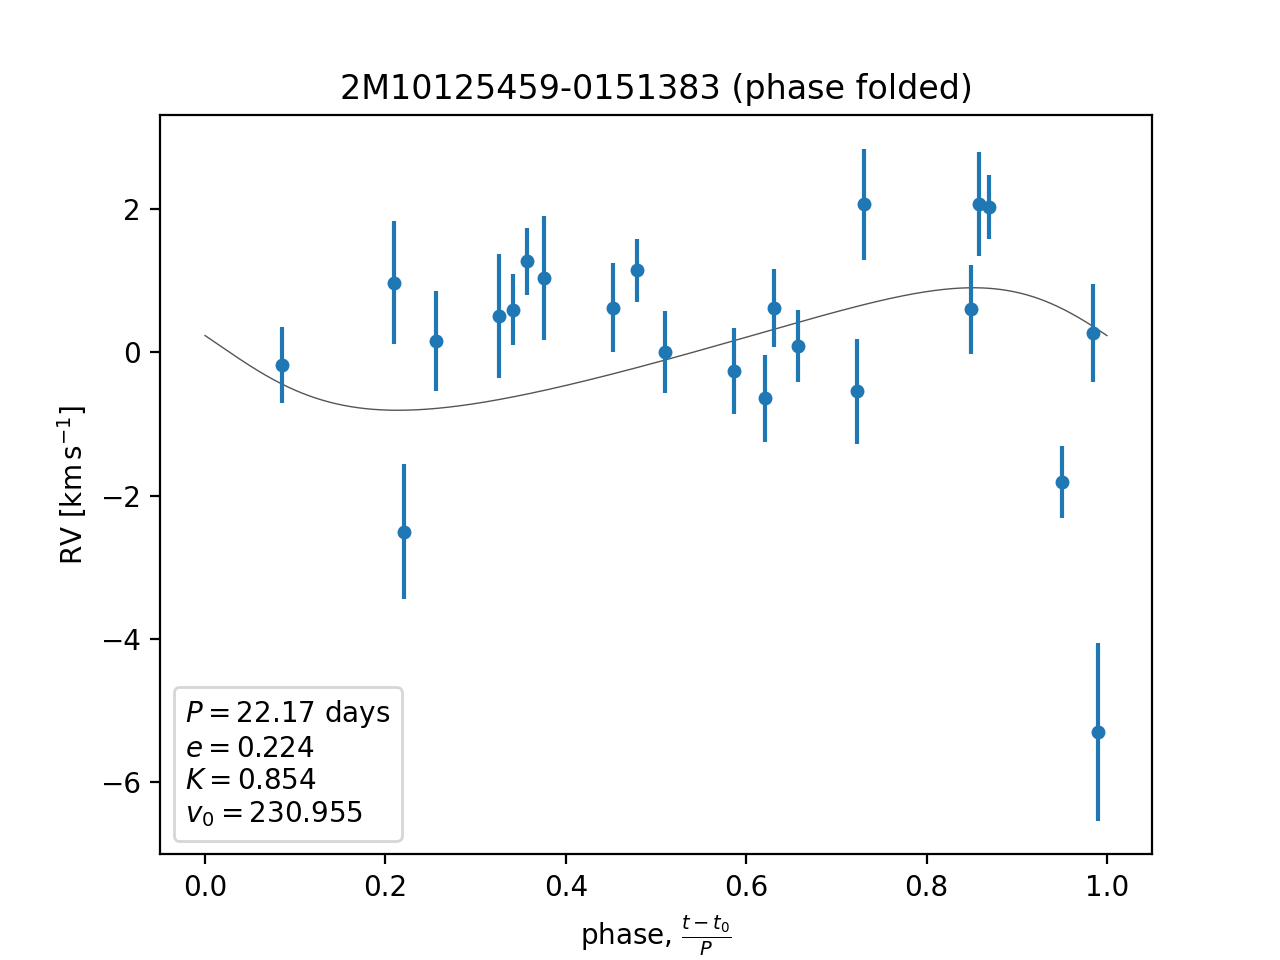 2M10125459-0151383 (phase folded)
2
0
−2
−4
−6
RV [km s⁻¹]
P = 22.17 days
e = 0.224
K = 0.854
v₀ = 230.955
0.0 0.2 0.4 0.6 0.8 1.0
phase, (t − t₀)/P